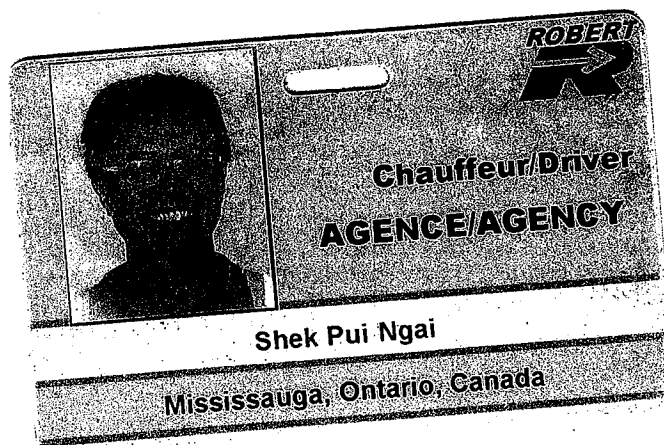 ROBERT
R
Chauffeur/Driver
AGENCE/AGENCY
Shek Pui Ngai
Mississauga, Ontario, Canada